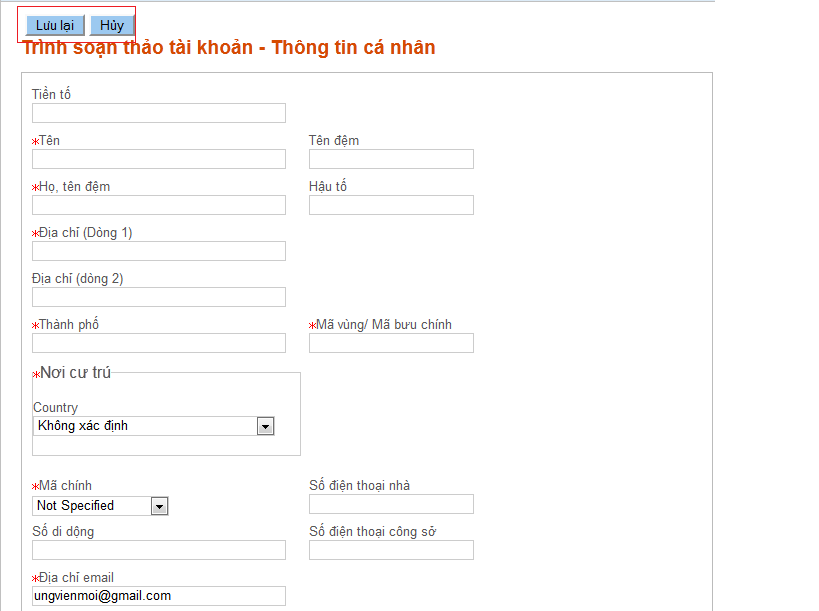 Lưu lại Hủy
Trình soạn thảo tài khoản - Thông tin cá nhân
Tiền tố
*Tên Tên đệm
*Họ, tên đệm Hậu tố
*Địa chỉ (Dòng 1)
Địa chỉ (dòng 2)
*Thành phố *Mã vùng/ Mã bưu chính
*Nơi cư trú
Country
Không xác định
*Mã chính Số điện thoại nhà
Not Specified
Số di dộng Số điện thoại công sở
*Địa chỉ email
ungvienmoi@gmail.com